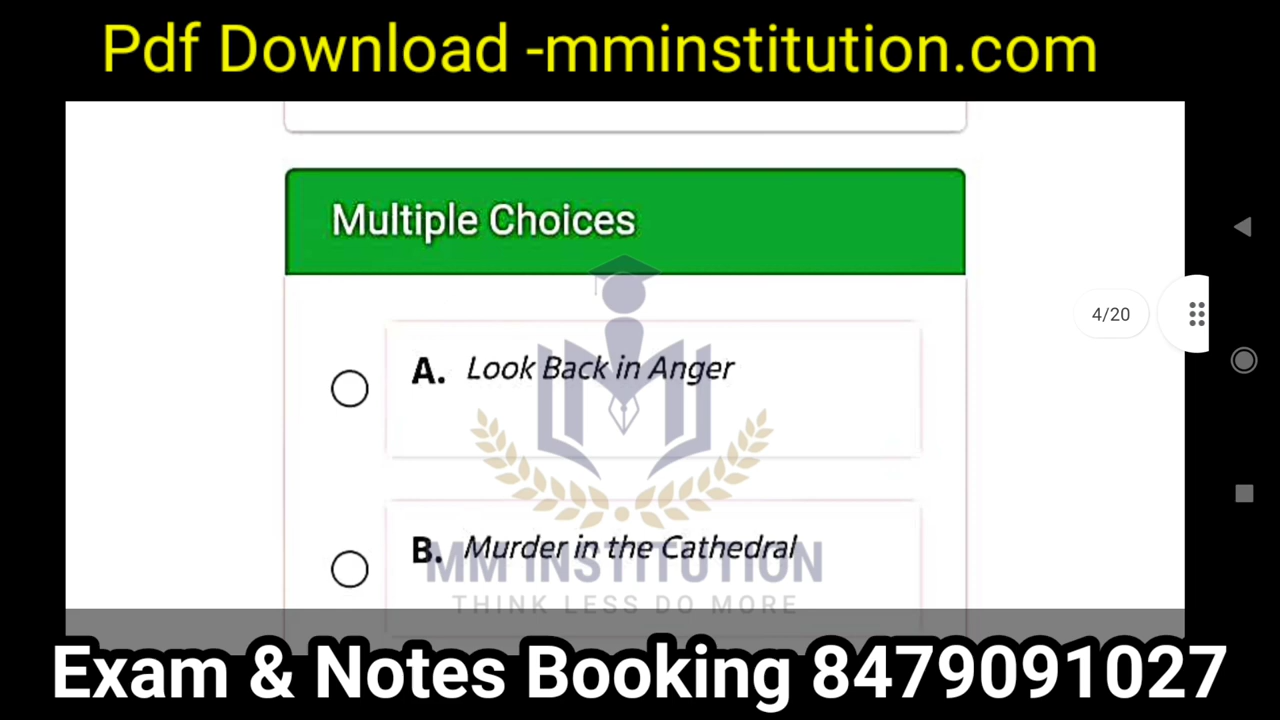 Pdf Download -mminstitution.com
Multiple Choices
4/20
A. Look Back in Anger
B. Murder in the Cathedral
MM INSTITUTION
THINK LESS DO MORE
Exam & Notes Booking 8479091027